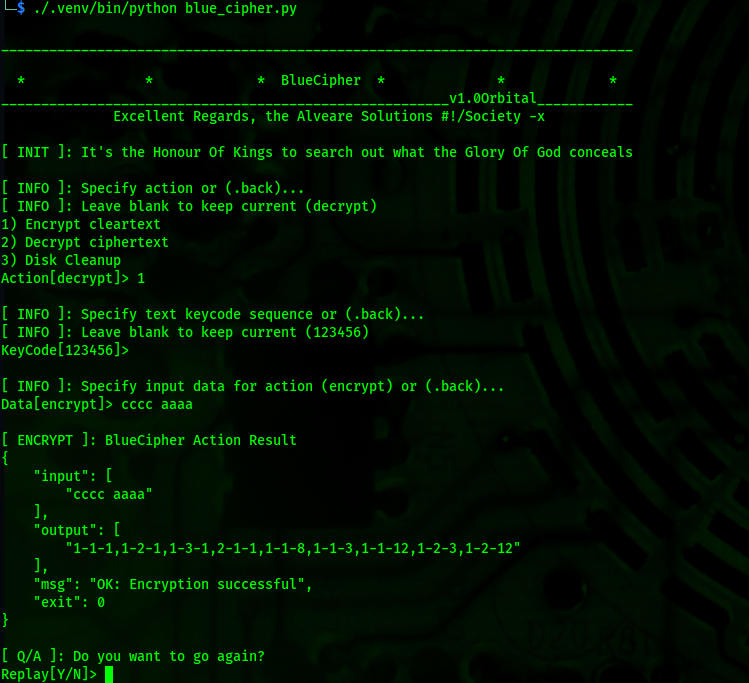 └─$ ./.venv/bin/python blue_cipher.py
________________________________________________________________________________
* * * BlueCipher * * *
________________________________________________________v1.0Orbital____________
Excellent Regards, the Alveare Solutions #!/Society -x
[ INIT ]: It's the Honour Of Kings to search out what the Glory Of God conceals
[ INFO ]: Specify action or (.back)...
[ INFO ]: Leave blank to keep current (decrypt)
1) Encrypt cleartext
2) Decrypt ciphertext
3) Disk Cleanup
Action[decrypt]> 1
[ INFO ]: Specify text keycode sequence or (.back)...
[ INFO ]: Leave blank to keep current (123456)
KeyCode[123456]>
[ INFO ]: Specify input data for action (encrypt) or (.back)...
Data[encrypt]> cccc aaaa
[ ENCRYPT ]: BlueCipher Action Result
{
"input": [
"cccc aaaa"
],
"output": [
"1-1-1,1-2-1,1-3-1,2-1-1,1-1-8,1-1-3,1-1-12,1-2-3,1-2-12"
],
"msg": "OK: Encryption successful",
"exit": 0
}
[ Q/A ]: Do you want to go again?
Replay[Y/N]>